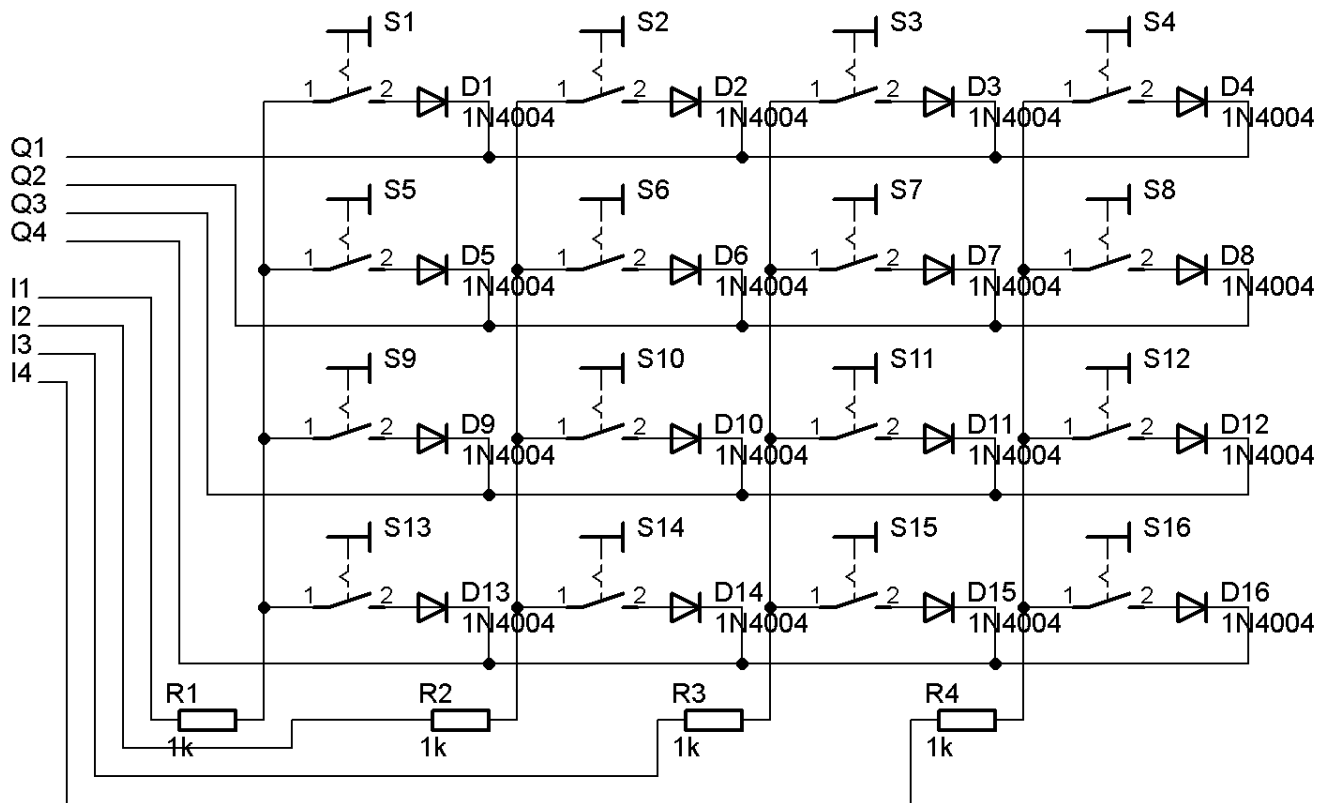 S1 S2 S3 S4
1 2 D1 1 2 D2 1 2 D3 1 2 D4
1N4004 1N4004 1N4004 1N4004
Q1
Q2
Q3
Q4
S5 S6 S7 S8
1 2 D5 1 2 D6 1 2 D7 1 2 D8
1N4004 1N4004 1N4004 1N4004
I1
I2
I3
I4
S9 S10 S11 S12
1 2 D9 1 2 D10 1 2 D11 1 2 D12
1N4004 1N4004 1N4004 1N4004
S13 S14 S15 S16
1 2 D13 1 2 D14 1 2 D15 1 2 D16
1N4004 1N4004 1N4004 1N4004
R1 R2 R3 R4
1k 1k 1k 1k